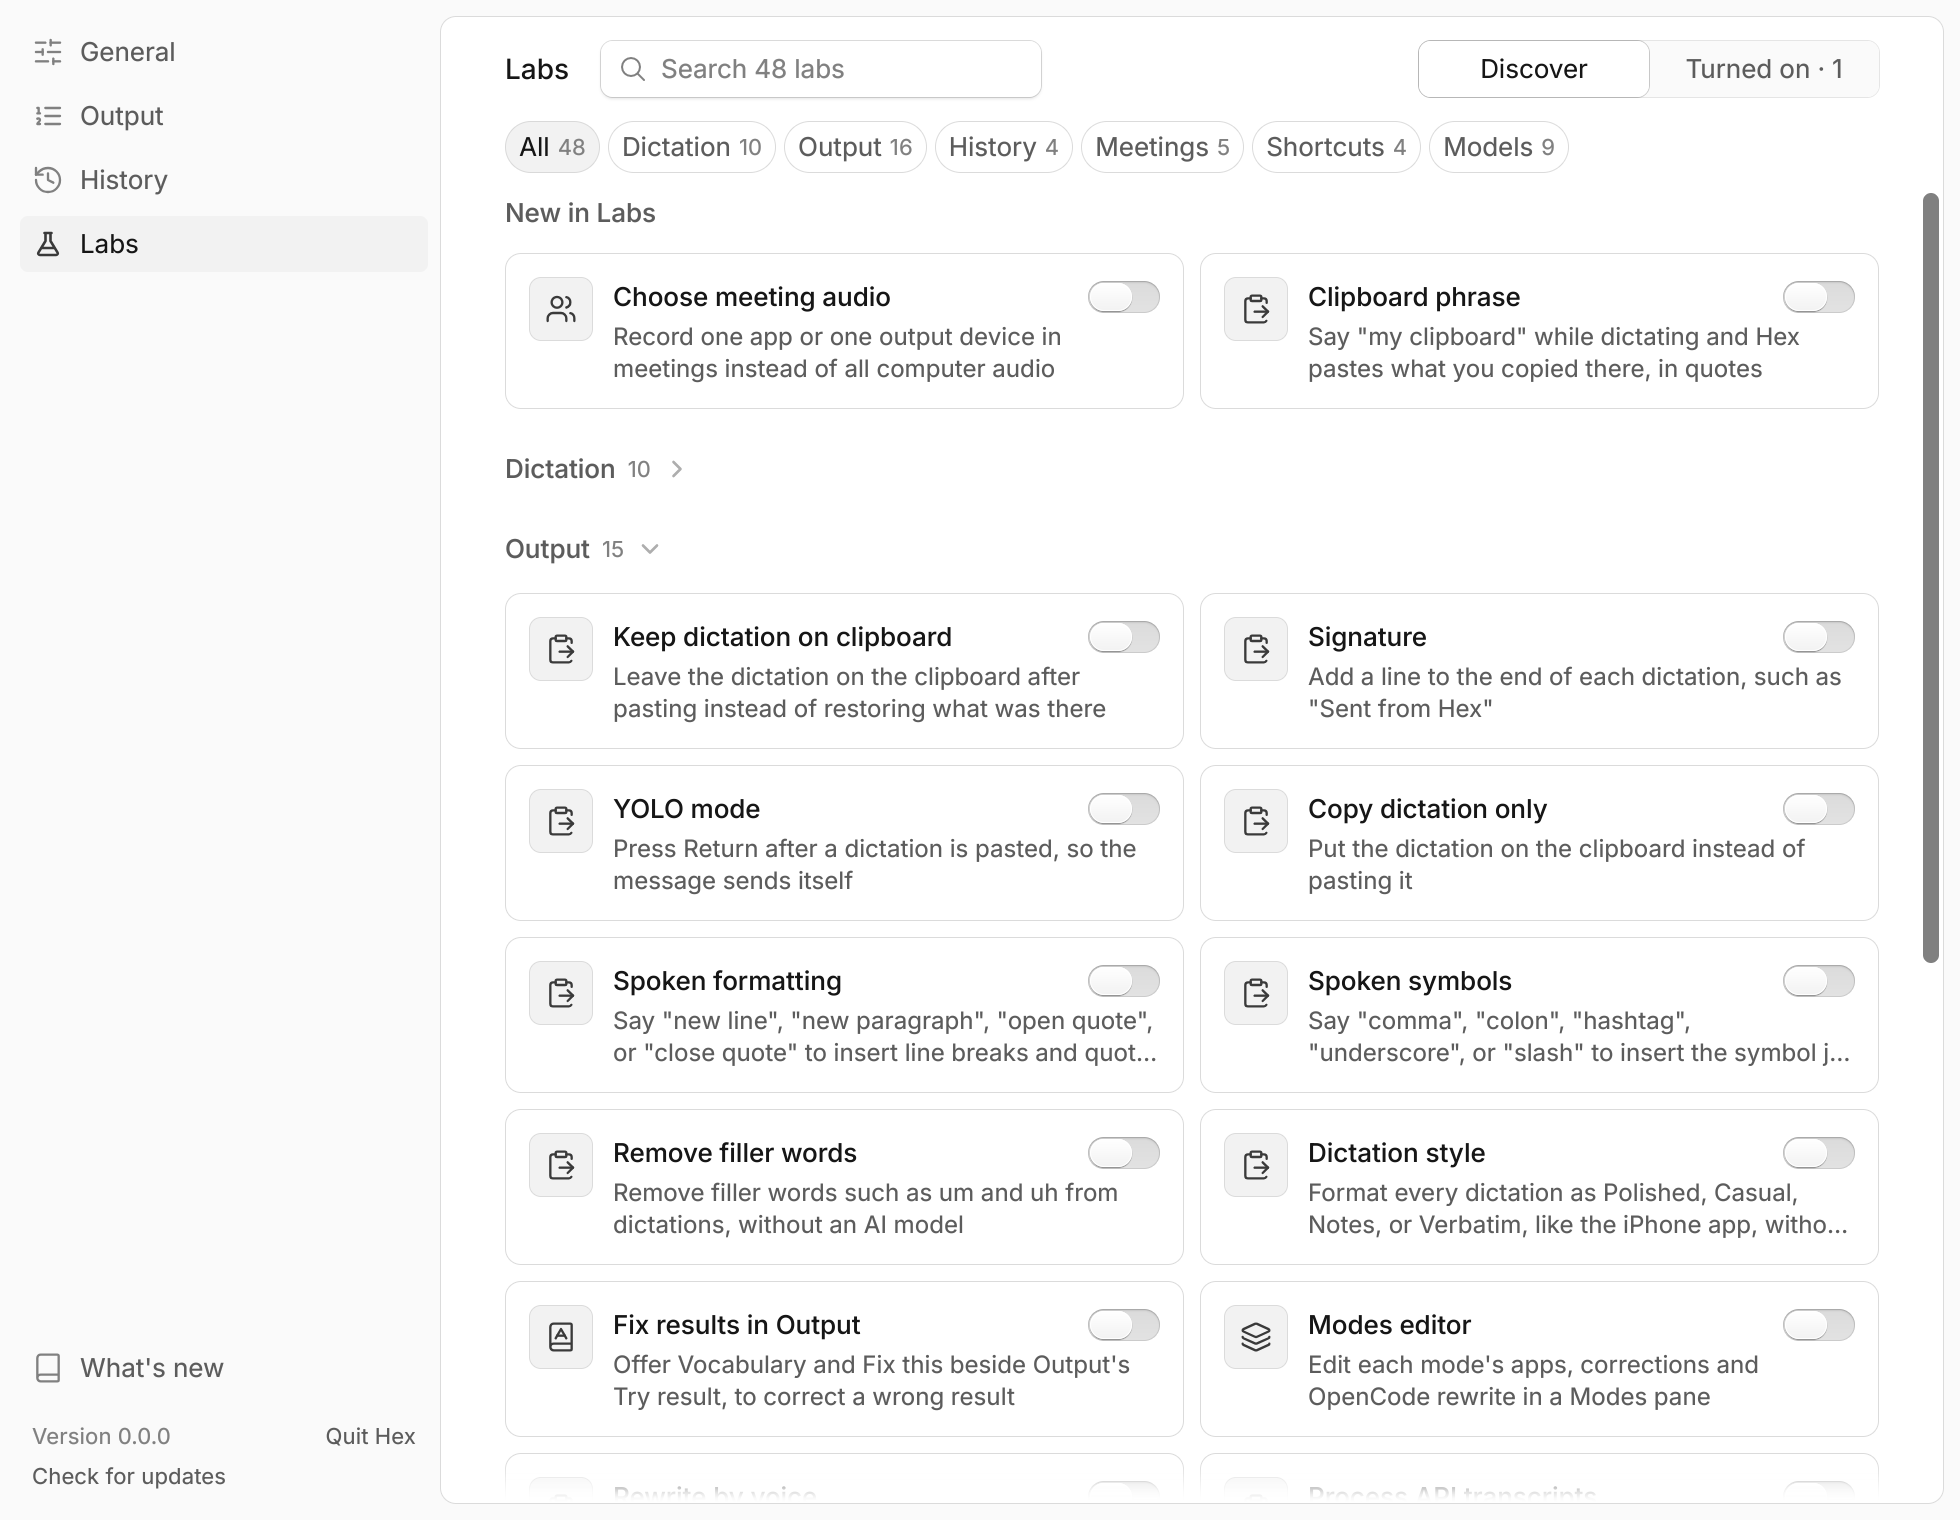 General
Output
History
Labs
What's new
Version 0.0.0
Quit Hex
Check for updates
Labs
Search 48 labs
Discover
Turned on · 1
All 48
Dictation 10
Output 16
History 4
Meetings 5
Shortcuts 4
Models 9
New in Labs
Choose meeting audio
Record one app or one output device in
meetings instead of all computer audio
Clipboard phrase
Say "my clipboard" while dictating and Hex
pastes what you copied there, in quotes
Dictation 10
Output 15
Keep dictation on clipboard
Leave the dictation on the clipboard after
pasting instead of restoring what was there
Signature
Add a line to the end of each dictation, such as
"Sent from Hex"
YOLO mode
Press Return after a dictation is pasted, so the
message sends itself
Copy dictation only
Put the dictation on the clipboard instead of
pasting it
Spoken formatting
Say "new line", "new paragraph", "open quote",
or "close quote" to insert line breaks and quot...
Spoken symbols
Say "comma", "colon", "hashtag",
"underscore", or "slash" to insert the symbol j...
Remove filler words
Remove filler words such as um and uh from
dictations, without an AI model
Dictation style
Format every dictation as Polished, Casual,
Notes, or Verbatim, like the iPhone app, witho...
Fix results in Output
Offer Vocabulary and Fix this beside Output's
Try result, to correct a wrong result
Modes editor
Edit each mode's apps, corrections and
OpenCode rewrite in a Modes pane
Rewrite by voice
Process API transcripts